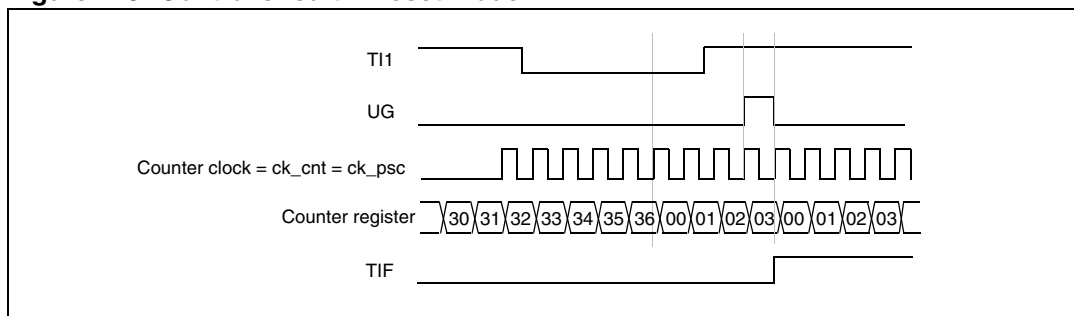 TI1
UG
Counter clock = ck_cnt = ck_psc
Counter register 30 31 32 33 34 35 36 00 01 02 03 00 01 02 03
TIF